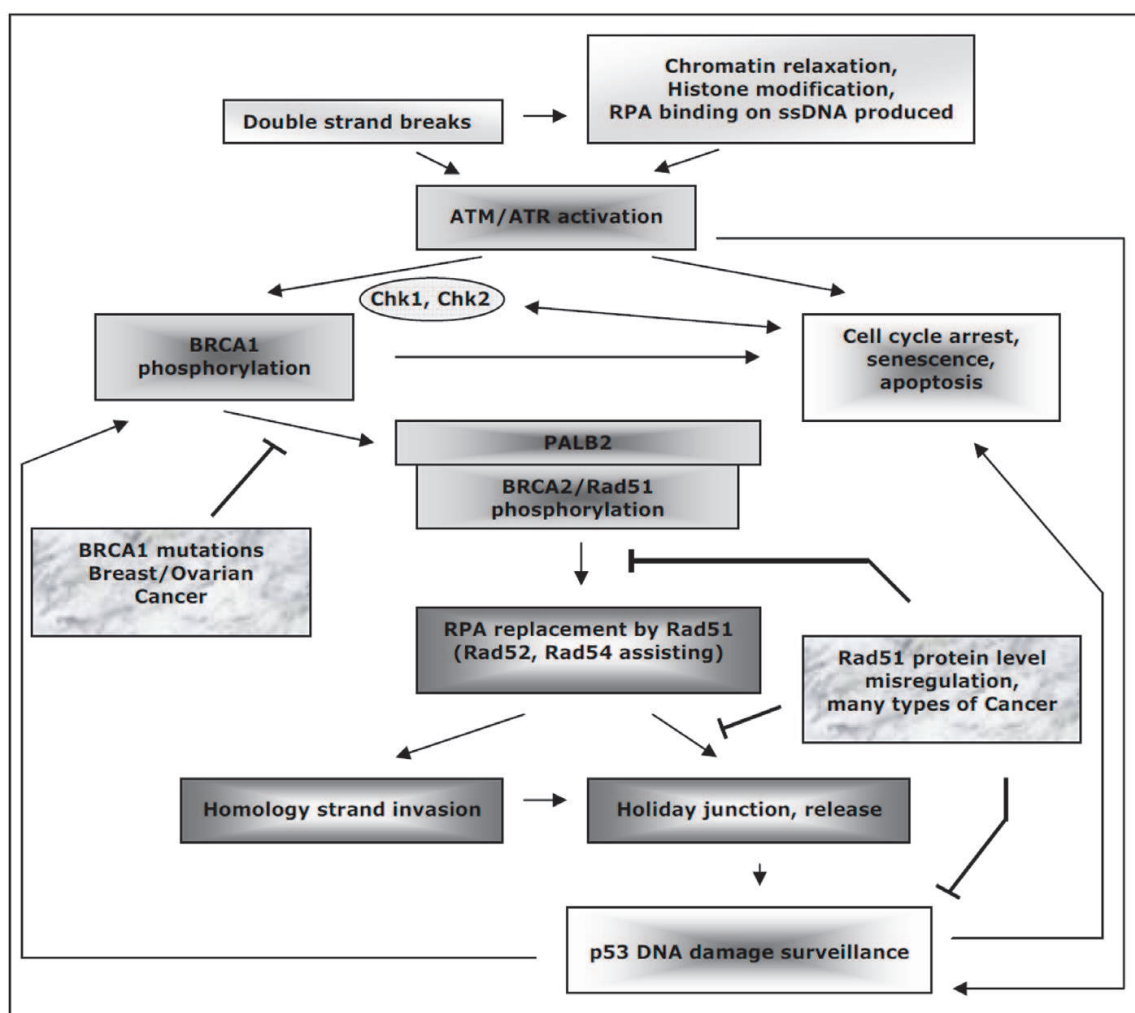 Chromatin relaxation,
Histone modification,
RPA binding on ssDNA produced
Double strand breaks
ATM/ATR activation
Chk1, Chk2
BRCA1
phosphorylation
Cell cycle arrest,
senescence,
apoptosis
PALB2
BRCA2/Rad51
phosphorylation
BRCA1 mutations
Breast/Ovarian
Cancer
RPA replacement by Rad51
(Rad52, Rad54 assisting)
Rad51 protein level
misregulation,
many types of Cancer
Homology strand invasion
Holiday junction, release
p53 DNA damage surveillance